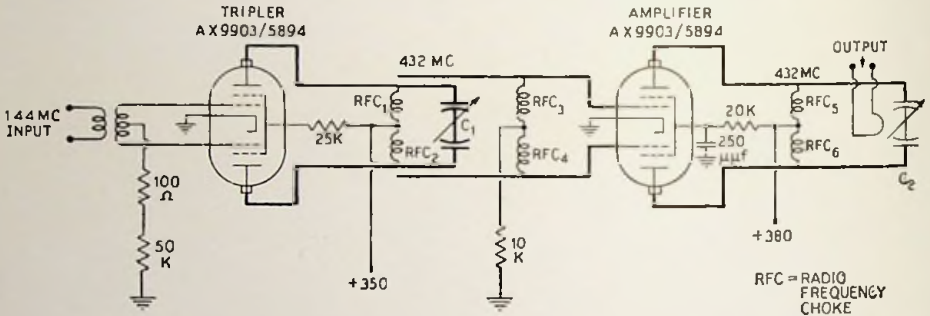 TRIPLER
AX9903/5894
AMPLIFIER
AX9903/5894
OUTPUT
432 MC
432MC
144MC
INPUT
RFC1
RFC2
C1
RFC3
RFC4
RFC5
RFC6
C2
25K
20K
250
μμf
100
Ω
50
K
10
K
+350
+380
RFC = RADIO
FREQUENCY
CHOKE